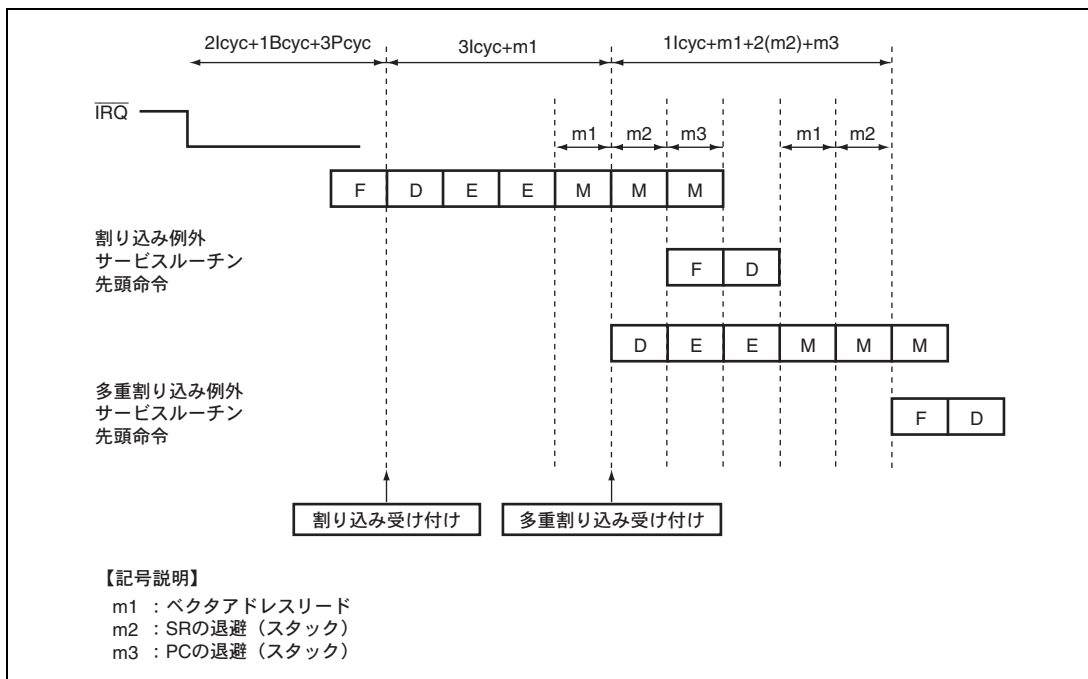 2Icyc+1Bcyc+3Pcyc 3Icyc+m1 1Icyc+m1+2(m2)+m3
IRQ
m1 m2 m3 m1 m2
F D E E M M M
割り込み例外
サービスルーチン
先頭命令
F D
D E E M M M
多重割り込み例外
サービスルーチン
先頭命令
F D
割り込み受け付け 多重割り込み受け付け
【記号説明】
m1 :ベクタアドレスリード
m2 :SRの退避(スタック)
m3 :PCの退避(スタック)